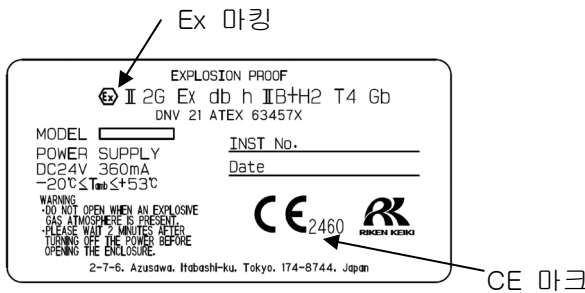 Ex 마킹
EXPLOSION PROOF
Ex II 2G Ex db h IIB+H2 T4 Gb
DNV 21 ATEX 63457X
MODEL
POWER SUPPLY
DC24V 360mA
-20℃≤Tamb≤+53℃
WARNING
·DO NOT OPEN WHEN AN EXPLOSIVE
GAS ATMOSPHERE IS PRESENT.
·PLEASE WAIT 2 MINUTES AFTER
TURNING OFF THE POWER BEFORE
OPENING THE ENCLOSURE.
INST No.
Date
CE 2460
RK
RIKEN KEIKI
2-7-6. Azusawa. Itabashi-ku. Tokyo. 174-8744. Japan
CE 마크